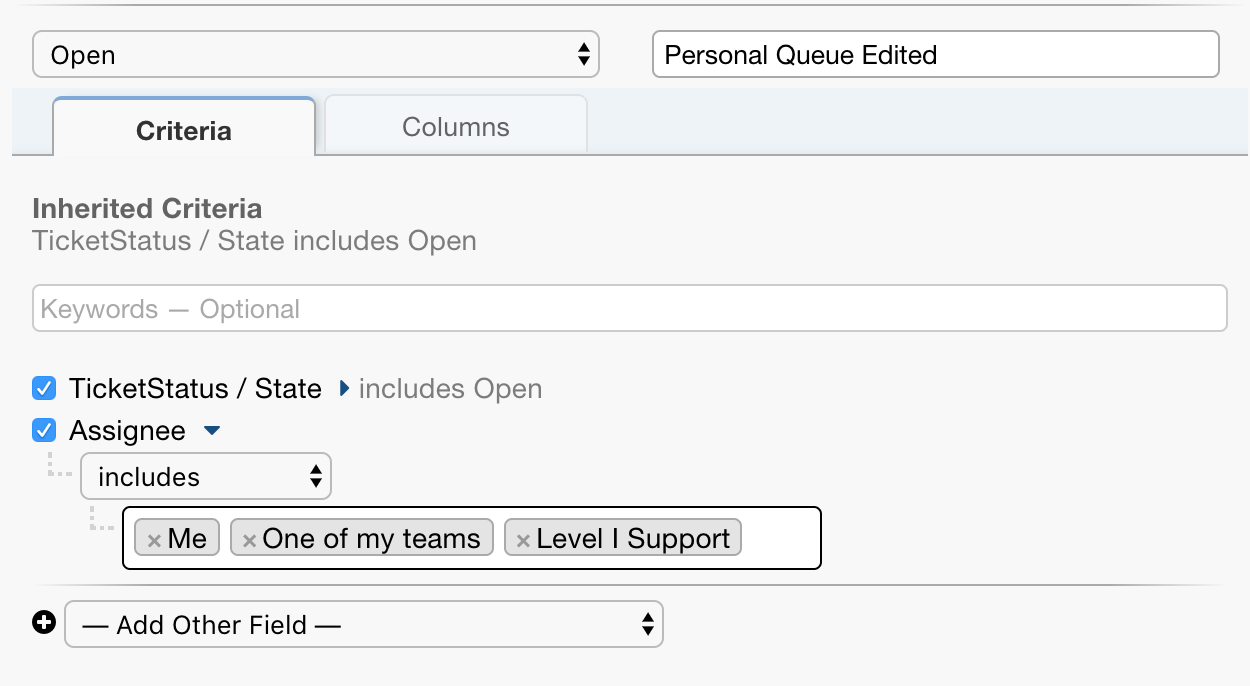 Open
Personal Queue Edited
Criteria
Columns
Inherited Criteria
TicketStatus / State includes Open
Keywords — Optional
TicketStatus / State includes Open
Assignee
includes
× Me × One of my teams × Level I Support
— Add Other Field —